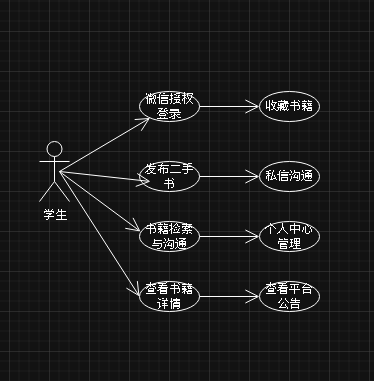 微信授权
登录
收藏书籍
发布二手
书
私信沟通
学生
书籍检索
与沟通
个人中心
管理
查看书籍
详情
查看平台
公告